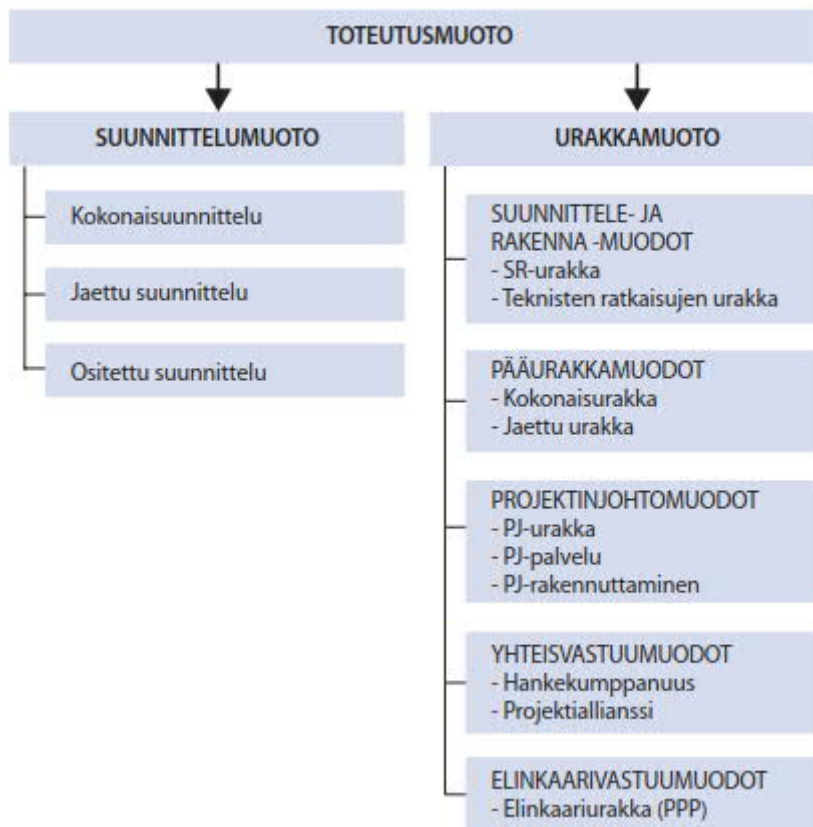 TOTEUTUSMUOTO
SUUNNITTELUMUOTO
Kokonaisuunnittelu
Jaettu suunnittelu
Ositettu suunnittelu
URAKKAMUOTO
SUUNNITTELE- JA
RAKENNA -MUODOT
- SR-urakka
- Teknisten ratkaisujen urakka
PÄÄURAKKAMUODOT
- Kokonaisurakka
- Jaettu urakka
PROJEKTINJOHTOMUODOT
- PJ-urakka
- PJ-palvelu
- PJ-rakennuttaminen
YHTEISVASTUUMUODOT
- Hankekumppanuus
- Projektiallianssi
ELINKAARIVASTUUMUODOT
- Elinkaariurakka (PPP)